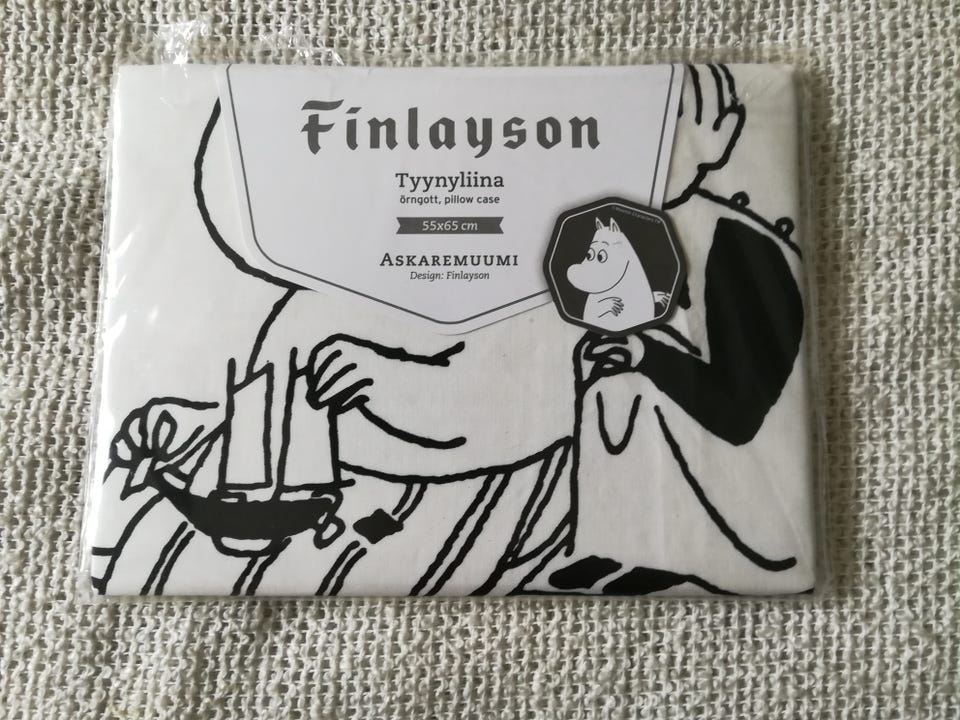 Finlayson
Tyynyliina
örngott, pillow case
55x65 cm
ASKAREMUUMI
Design: Finlayson